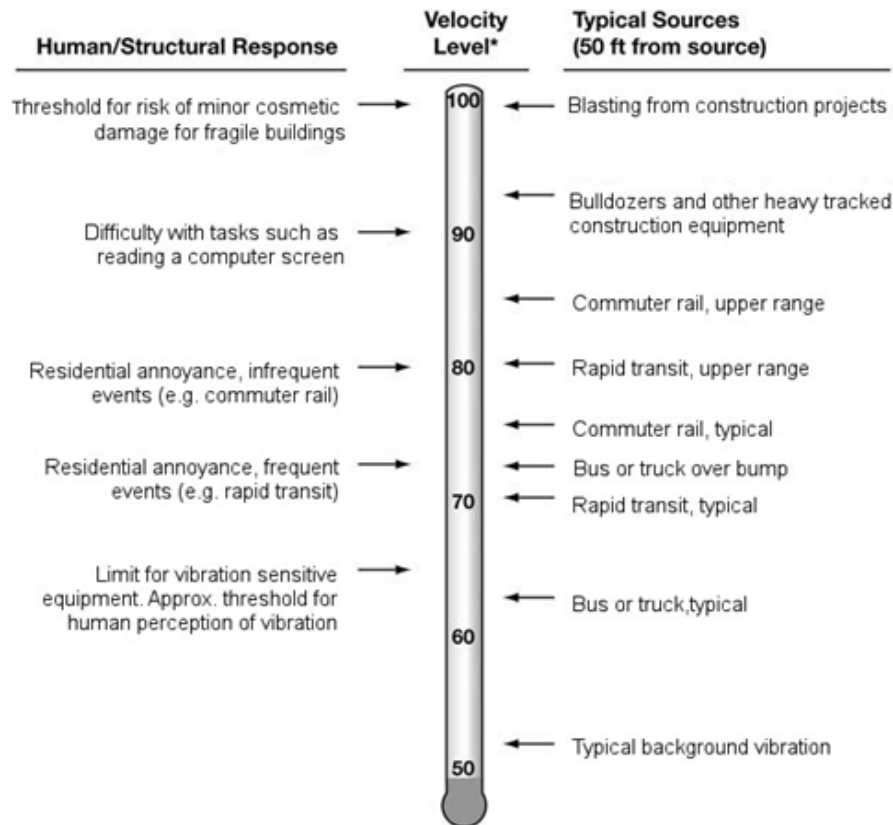 Human/Structural Response
Velocity
Level*
Typical Sources
(50 ft from source)
Threshold for risk of minor cosmetic
damage for fragile buildings
Difficulty with tasks such as
reading a computer screen
Residential annoyance, infrequent
events (e.g. commuter rail)
Residential annoyance, frequent
events (e.g. rapid transit)
Limit for vibration sensitive
equipment. Approx. threshold for
human perception of vibration
100
90
80
70
60
50
Blasting from construction projects
Bulldozers and other heavy tracked
construction equipment
Commuter rail, upper range
Rapid transit, upper range
Commuter rail, typical
Bus or truck over bump
Rapid transit, typical
Bus or truck,typical
Typical background vibration